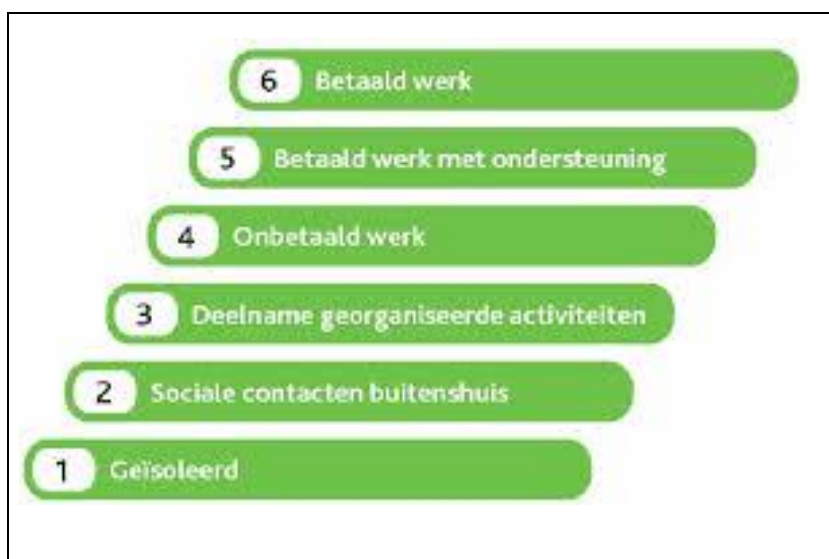 6 Betaald werk
5 Betaald werk met ondersteuning
4 Onbetaald werk
3 Deelname georganiseerde activiteiten
2 Sociale contacten buitenshuis
1 Geïsoleerd